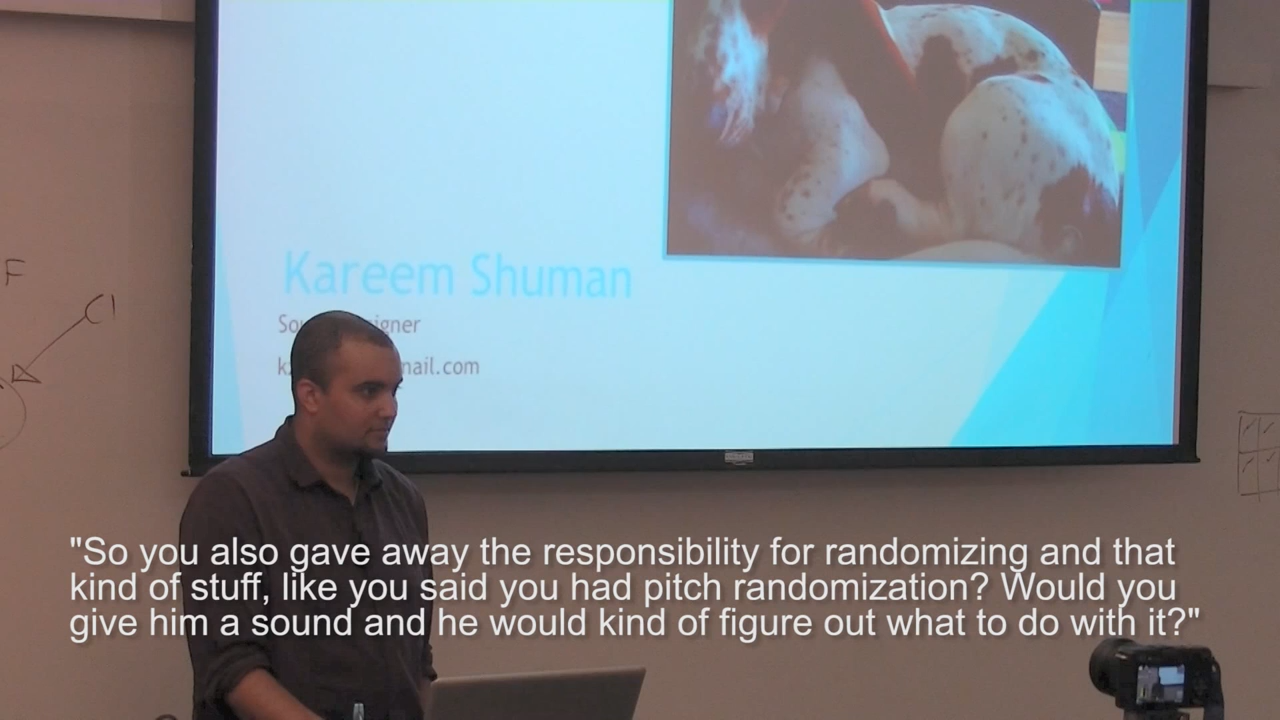 Kareem Shuman
F
"So you also gave away the responsibility for randomizing and that
kind of stuff, like you said you had pitch randomization? Would you
give him a sound and he would kind of figure out what to do with it?"